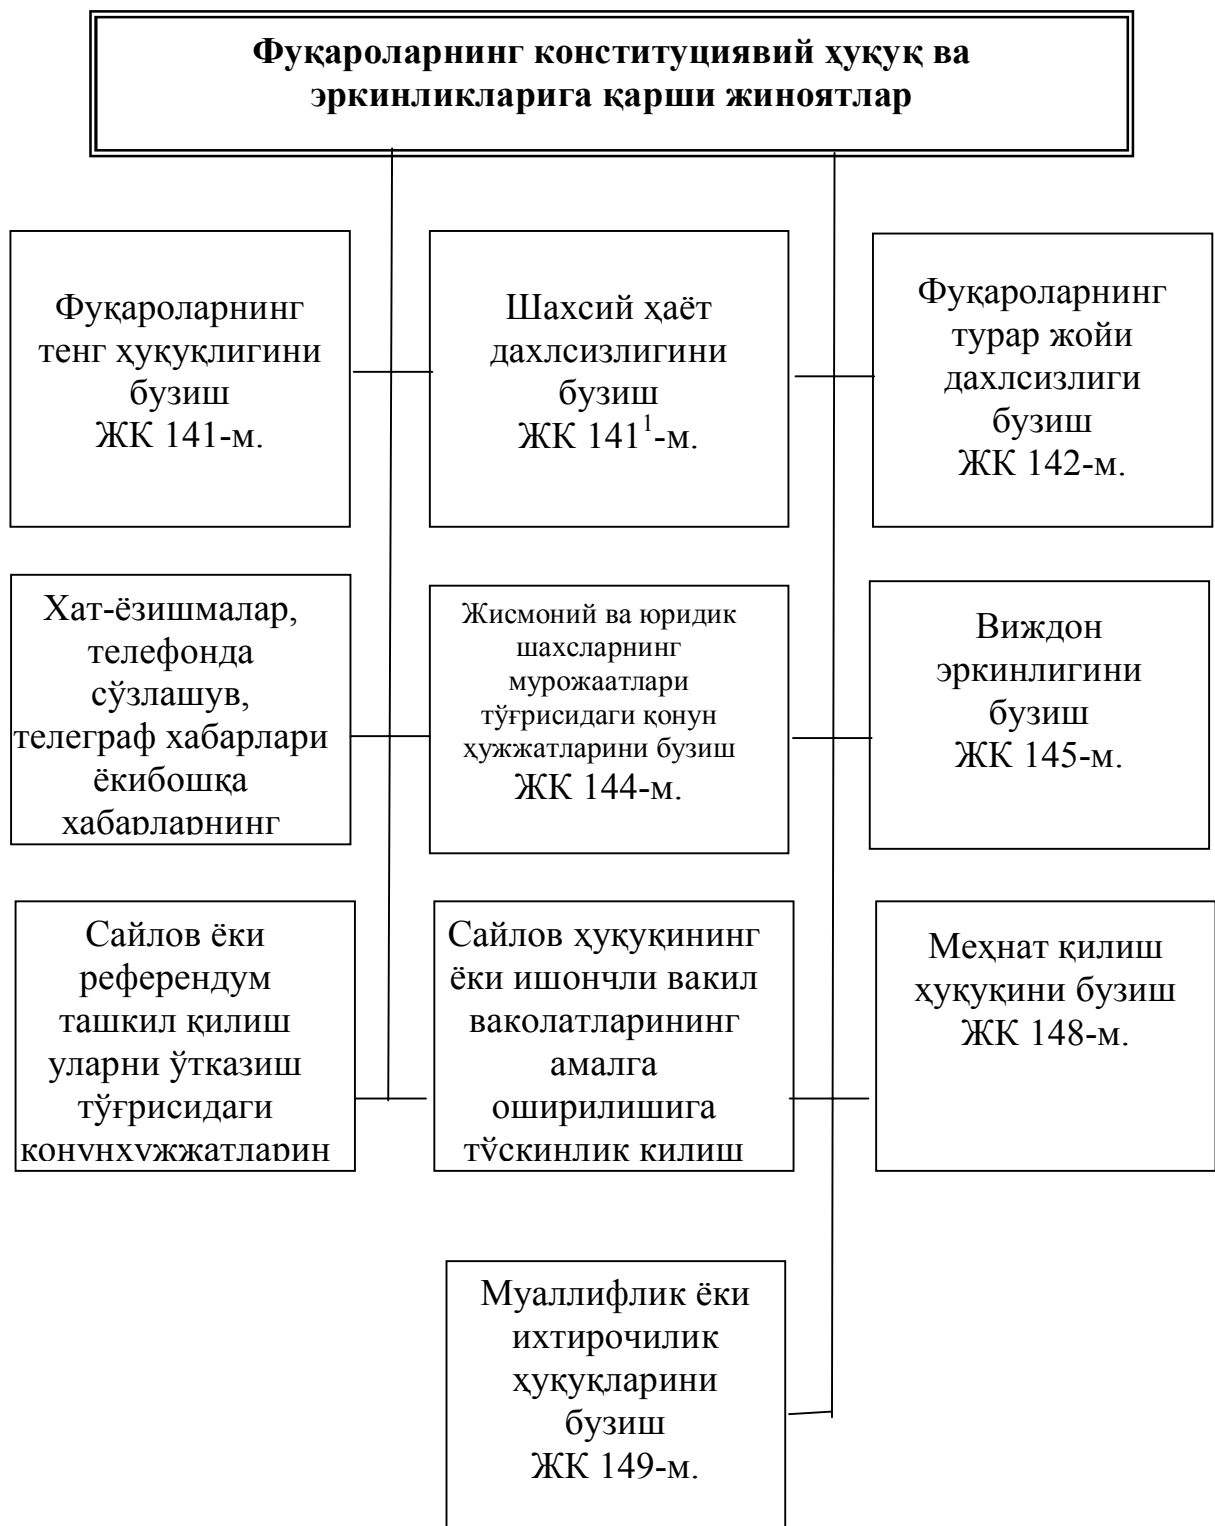 Фуқароларнинг конституциявий ҳуқуқ ва
эркинликларига қарши жиноятлар
Фуқароларнинг
тенг ҳуқуқлигини
бузиш
ЖК 141-м.
Шахсий ҳаёт
дахлсизлигини
бузиш
ЖК 141¹-м.
Фуқароларнинг
турар жойи
дахлсизлиги
бузиш
ЖК 142-м.
Хат-ёзишмалар,
телефонда
сўзлашув,
телеграф хабарлари
ёкибошқа
хабарларнинг
Жисмоний ва юридик
шахсларнинг
мурожаатлари
тўғрисидаги қонун
ҳужжатларини бузиш
ЖК 144-м.
Виждон
эркинлигини
бузиш
ЖК 145-м.
Сайлов ёки
референдум
ташкил қилиш
уларни ўтказиш
тўғрисидаги
қонунҳужжатларин
Сайлов ҳуқуқининг
ёки ишончли вакил
ваколатларининг
амалга
оширилишига
тўсқинлик қилиш
Меҳнат қилиш
ҳуқуқини бузиш
ЖК 148-м.
Муаллифлик ёки
ихтирочилик
ҳуқуқларини
бузиш
ЖК 149-м.